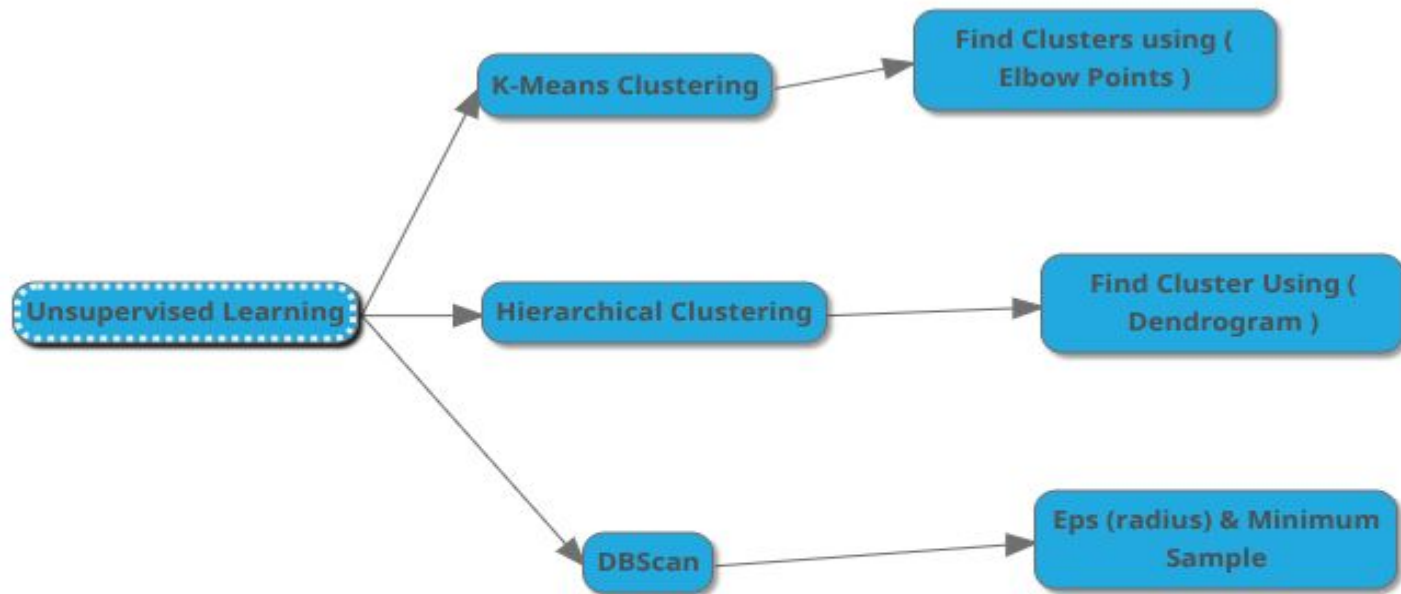 Unsupervised Learning
K-Means Clustering
Find Clusters using (
Elbow Points )
Hierarchical Clustering
Find Cluster Using (
Dendrogram )
DBScan
Eps (radius) & Minimum
Sample